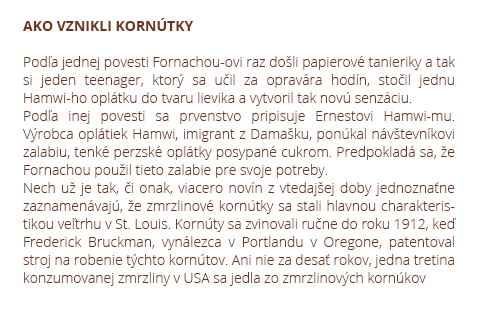 AKO VZNIKLI KORNÚTKY
Podľa jednej povesti Fornachou-ovi raz došli papierové tanieriky a tak
si jeden teenager, ktorý sa učil za opravára hodín, stočil jednu
Hamwi-ho oplátku do tvaru lievika a vytvoril tak novú senzáciu.
Podľa inej povesti sa prvenstvo pripisuje Ernestovi Hamwi-mu.
Výrobca oplátiek Hamwi, imigrant z Damašku, ponúkal návštevníkovi
zalabiu, tenké perzské oplátky posypané cukrom. Predpokladá sa, že
Fornachou použil tieto zalabie pre svoje potreby.
Nech už je tak, či onak, viacero novín z vtedajšej doby jednoznaťne
zaznamenávajú, že zmrzlinové kornútky sa stali hlavnou charakteris-
tikou veľtrhu v St. Louis. Kornúty sa zvinovali ručne do roku 1912, keď
Frederick Bruckman, vynálezca v Portlandu v Oregone, patentoval
stroj na robenie týchto kornútov. Ani nie za desať rokov, jedna tretina
konzumovanej zmrzliny v USA sa jedla zo zmrzlinových kornúkov